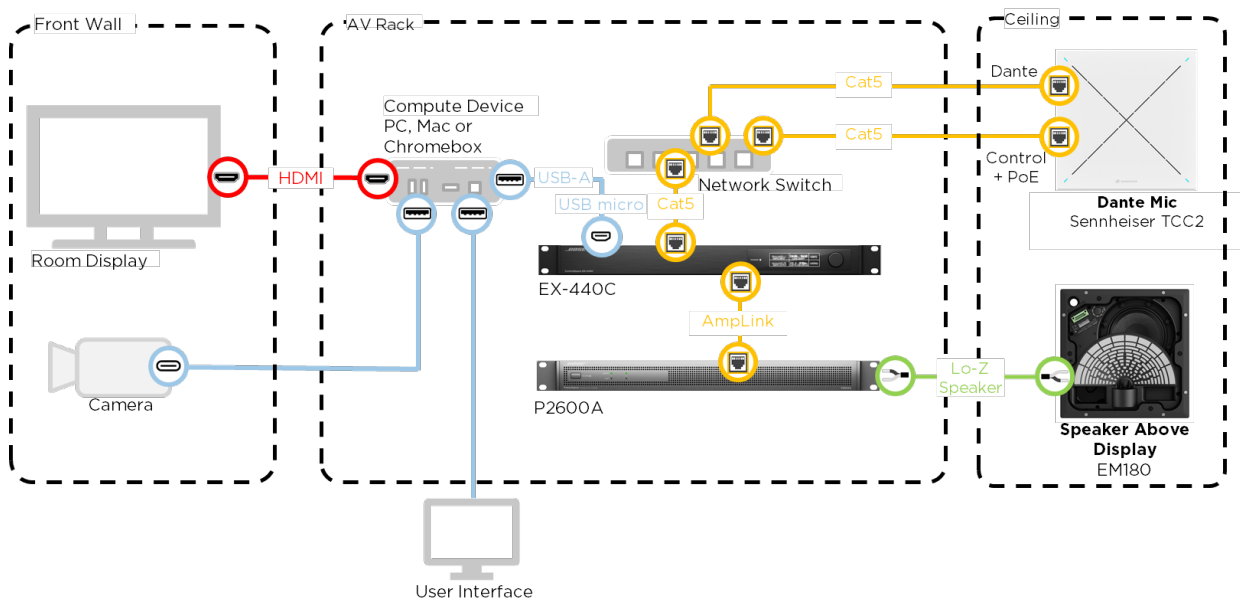 Front Wall
AV Rack
Ceiling
Dante
Cat5
Compute Device
PC, Mac or
Chromebox
Cat5
Control
+ PoE
HDMI
USB-A
Network Switch
USB micro
Cat5
Dante Mic
Sennheiser TCC2
Room Display
EX-440C
AmpLink
Lo-Z
Speaker
Camera
P2600A
Speaker Above
Display
EM180
User Interface